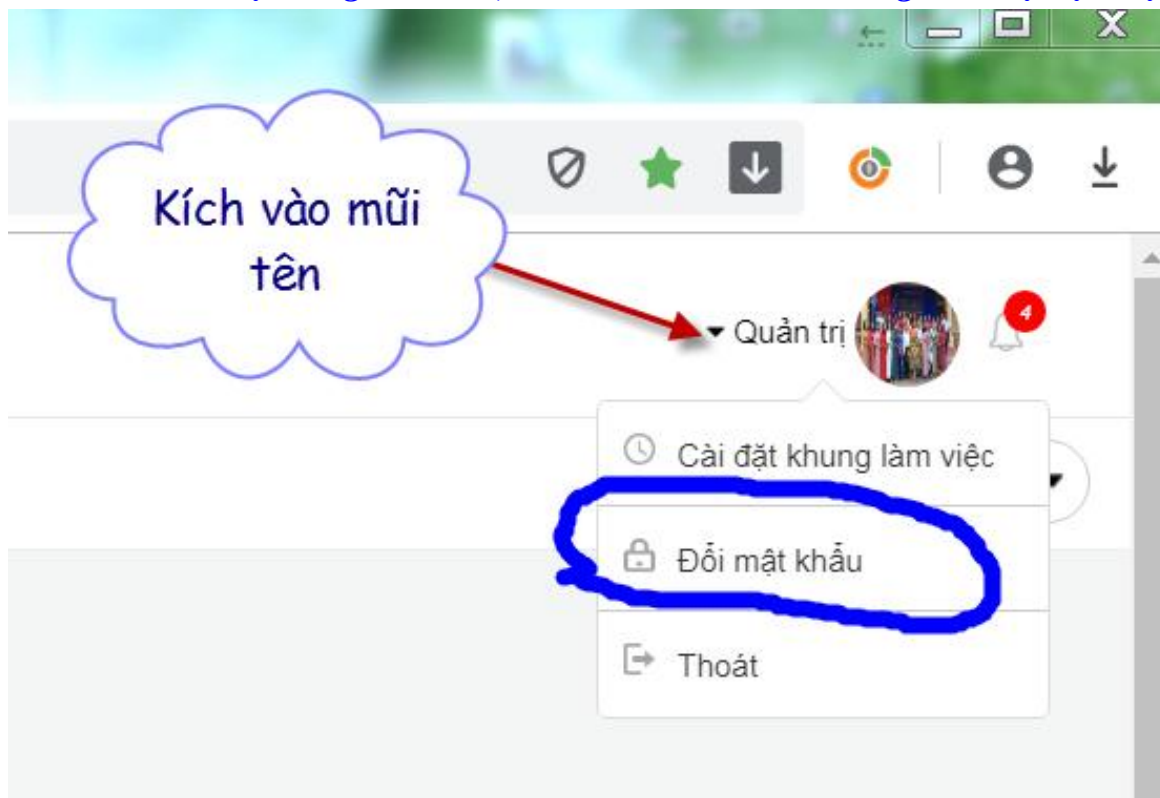 Kích vào mũi
tên
Quản trị
4
Cài đặt khung làm việc
Đổi mật khẩu
Thoát